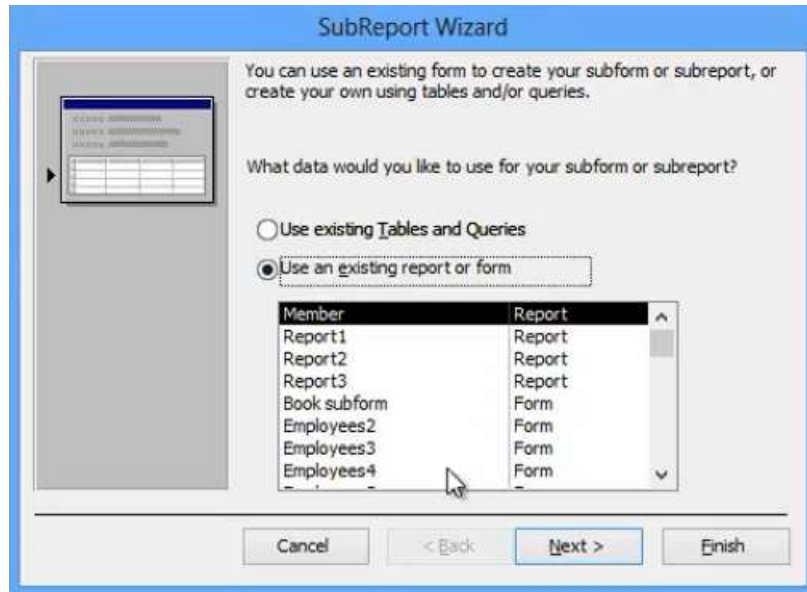 SubReport Wizard
You can use an existing form to create your subform or subreport, or
create your own using tables and/or queries.
What data would you like to use for your subform or subreport?
Use existing Tables and Queries
Use an existing report or form
Member Report
Report1 Report
Report2 Report
Report3 Report
Book subform Form
Employees2 Form
Employees3 Form
Employees4 Form
Cancel < Back Next > Finish